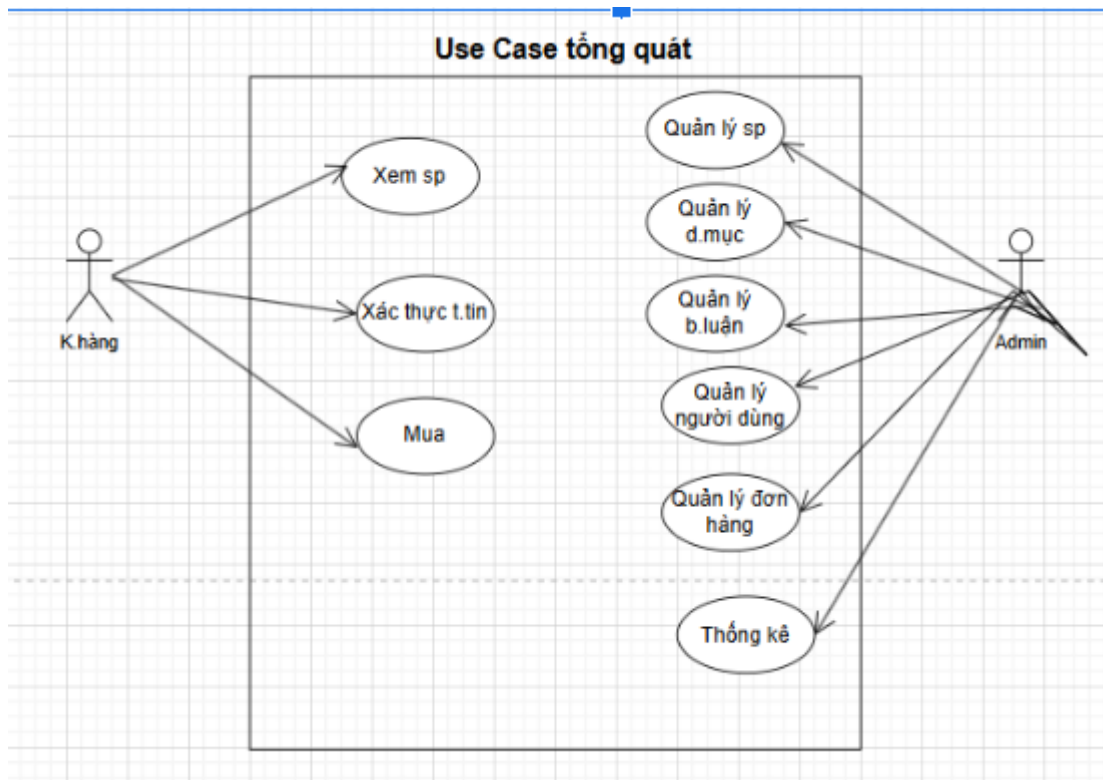 Use Case tổng quát
Xem sp
Xác thực t.tin
Mua
K.hàng
Quản lý sp
Quản lý
d.mục
Quản lý
b.luận
Quản lý
người dùng
Quản lý đơn
hàng
Thống kê
Admin